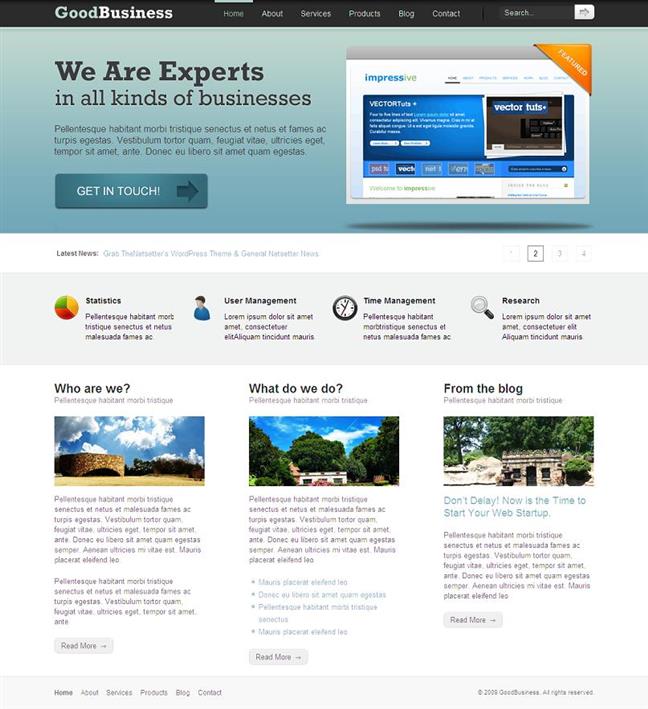 GoodBusiness
Home About Services Products Blog Contact
Search...
We Are Experts
in all kinds of businesses
Pellentesque habitant morbi tristique senectus et netus et fames ac
turpis egestas. Vestibulum tortor quam, feugiat vitae, ultricies eget,
tempor sit amet, ante. Donec eu libero sit amet quam egestas.
GET IN TOUCH!
FEATURED
impressive
HOME ABOUT PRODUCTS SERVICES WORK BLOG CONTACT
VECTORTuts +
vector tuts+
Welcome to impressive
INSIDE THE BLOG
Latest News: Grab TheNetsetter's WordPress Theme & General Netsetter News
1 2 3 4
Statistics
Pellentesque habitant morb
tristique senectus et netus
malesuada fames ac.
User Management
Lorem ipsum dolor sit amet
amet, consectetuer
elitAliquam tincidunt mauris.
Time Management
Pellentesque habitant
morbitristique senectus et
netus et malesuada fames ac.
Research
Lorem ipsum dolor sit amet
amet, consectetuer elit
Aliquam tincidunt mauris.
Who are we?
Pellentesque habitant morbi tristique
Pellentesque habitant morbi tristique
senectus et netus et malesuada fames ac
turpis egestas. Vestibulum tortor quam,
feugiat vitae, ultricies eget, tempor sit amet,
ante. Donec eu libero sit amet quam egestas
semper. Aenean ultricies mi vitae est. Mauris
placerat eleifend leo.
Pellentesque habitant morbi tristique
senectus et netus et malesuada fames ac
turpis egestas. Vestibulum tortor quam,
feugiat vitae, ultricies eget, tempor sit amet,
ante
Read More →
What do we do?
Pellentesque habitant morbi tristique
Pellentesque habitant morbi tristique
senectus et netus et malesuada fames ac
turpis egestas. Vestibulum tortor quam,
feugiat vitae, ultricies eget, tempor sit amet,
ante. Donec eu libero sit amet quam egestas
semper. Aenean ultricies mi vitae est. Mauris
placerat eleifend leo.
Mauris placerat eleifend leo
Donec eu libero sit amet quam egestas
Pellentesque habitant morbi tristique
senectus
Mauris placerat eleifend leo
Read More →
From the blog
Pellentesque habitant morbi tristique
Don't Delay! Now is the Time to
Start Your Web Startup.
Pellentesque habitant morbi tristique
senectus et netus et malesuada fames ac
turpis egestas. Vestibulum tortor quam,
feugiat vitae, ultricies eget, tempor sit amet,
ante. Donec eu libero sit amet quam egestas
semper. Aenean ultricies mi vitae est. Mauris
placerat eleifend leo
Read More →
Home About Services Products Blog Contact
© 2009 GoodBusiness. All rights reserved.